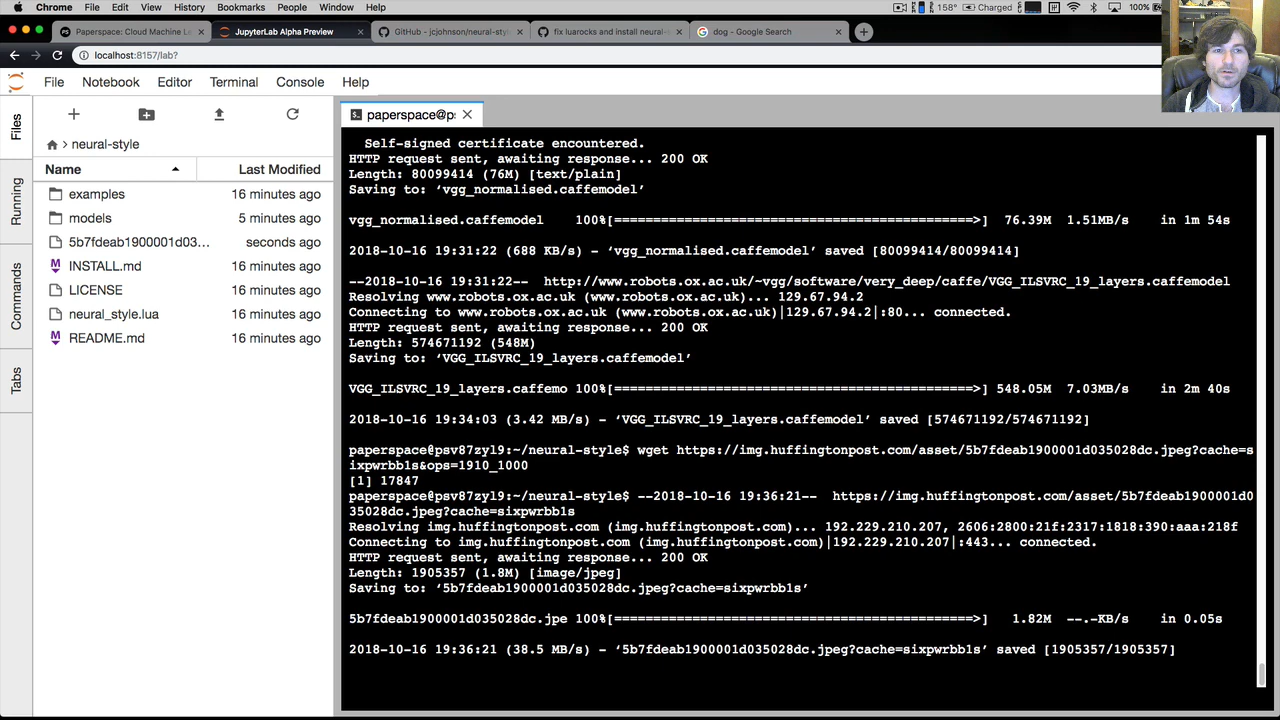 Chrome File Edit View History Bookmarks People Window Help 158° Charged 100%
Paperspace: Cloud Machine Le
JupyterLab Alpha Preview
GitHub - jcjohnson/neural-sty
fix luarocks and install neural-
dog - Google Search
localhost:8157/lab?
File Notebook Editor Terminal Console Help
Files
Running
Commands
Tabs
neural-style
Name Last Modified
examples 16 minutes ago
models 5 minutes ago
5b7fdeab1900001d03... seconds ago
INSTALL.md 16 minutes ago
LICENSE 16 minutes ago
neural_style.lua 16 minutes ago
README.md 16 minutes ago
paperspace@ps
Self-signed certificate encountered.
HTTP request sent, awaiting response... 200 OK
Length: 80099414 (76M) [text/plain]
Saving to: ‘vgg_normalised.caffemodel’
vgg_normalised.caffemodel 100%[===============================================>] 76.39M 1.51MB/s in 1m 54s
2018-10-16 19:31:22 (688 KB/s) - ‘vgg_normalised.caffemodel’ saved [80099414/80099414]
--2018-10-16 19:31:22-- http://www.robots.ox.ac.uk/~vgg/software/very_deep/caffe/VGG_ILSVRC_19_layers.caffemodel
Resolving www.robots.ox.ac.uk (www.robots.ox.ac.uk)... 129.67.94.2
Connecting to www.robots.ox.ac.uk (www.robots.ox.ac.uk)|129.67.94.2|:80... connected.
HTTP request sent, awaiting response... 200 OK
Length: 574671192 (548M)
Saving to: ‘VGG_ILSVRC_19_layers.caffemodel’
VGG_ILSVRC_19_layers.caffemo 100%[===============================================>] 548.05M 7.03MB/s in 2m 40s
2018-10-16 19:34:03 (3.42 MB/s) - ‘VGG_ILSVRC_19_layers.caffemodel’ saved [574671192/574671192]
paperspace@psv87zyl9:~/neural-style$ wget https://img.huffingtonpost.com/asset/5b7fdeab1900001d035028dc.jpeg?cache=s
ixpwrbb1s&ops=1910_1000
[1] 17847
paperspace@psv87zyl9:~/neural-style$ --2018-10-16 19:36:21-- https://img.huffingtonpost.com/asset/5b7fdeab1900001d0
35028dc.jpeg?cache=sixpwrbb1s
Resolving img.huffingtonpost.com (img.huffingtonpost.com)... 192.229.210.207, 2606:2800:21f:2317:1818:390:aaa:218f
Connecting to img.huffingtonpost.com (img.huffingtonpost.com)|192.229.210.207|:443... connected.
HTTP request sent, awaiting response... 200 OK
Length: 1905357 (1.8M) [image/jpeg]
Saving to: ‘5b7fdeab1900001d035028dc.jpeg?cache=sixpwrbb1s’
5b7fdeab1900001d035028dc.jpe 100%[===============================================>] 1.82M --.-KB/s in 0.05s
2018-10-16 19:36:21 (38.5 MB/s) - ‘5b7fdeab1900001d035028dc.jpeg?cache=sixpwrbb1s’ saved [1905357/1905357]